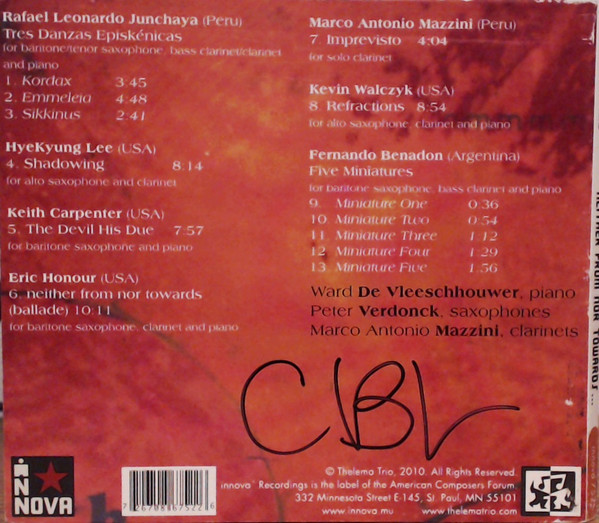 Rafael Leonardo Junchaya (Peru)
Tres Danzas Episkénicas
for baritone/tenor saxophone, bass clarinet/clarinet
and piano
1. Kordax 3:45
2. Emmeleia 4:48
3. Sikkinus 2:41
HyeKyung Lee (USA)
4. Shadowing 8:14
for alto saxophone and clarinet
Keith Carpenter (USA)
5. The Devil His Due 7:57
for baritone saxophone and piano
Eric Honour (USA)
6. neither from nor towards
(ballade) 10:11
for baritone saxophone, clarinet and piano
Marco Antonio Mazzini (Peru)
7. Imprevisto 4:04
for solo clarinet
Kevin Walczyk (USA)
8. Refractions 8:54
for alto saxophone, clarinet and piano
Fernando Benadon (Argentina)
Five Miniatures
for baritone saxophone, bass clarinet and piano
9. Miniature One 0:36
10. Miniature Two 0:54
11. Miniature Three 1:12
12. Miniature Four 1:29
13. Miniature Five 1:56
Ward De Vleeschhouwer, piano
Peter Verdonck, saxophones
Marco Antonio Mazzini, clarinets
CBL
INNOVA
© Thelema Trio, 2010. All Rights Reserved.
innova Recordings is the label of the American Composers Forum.
332 Minnesota Street E-145, St. Paul, MN 55101
www.innova.mu www.thelematrio.com
7 26708 67522 6
NEITHER FROM NOR TOWARDS ...